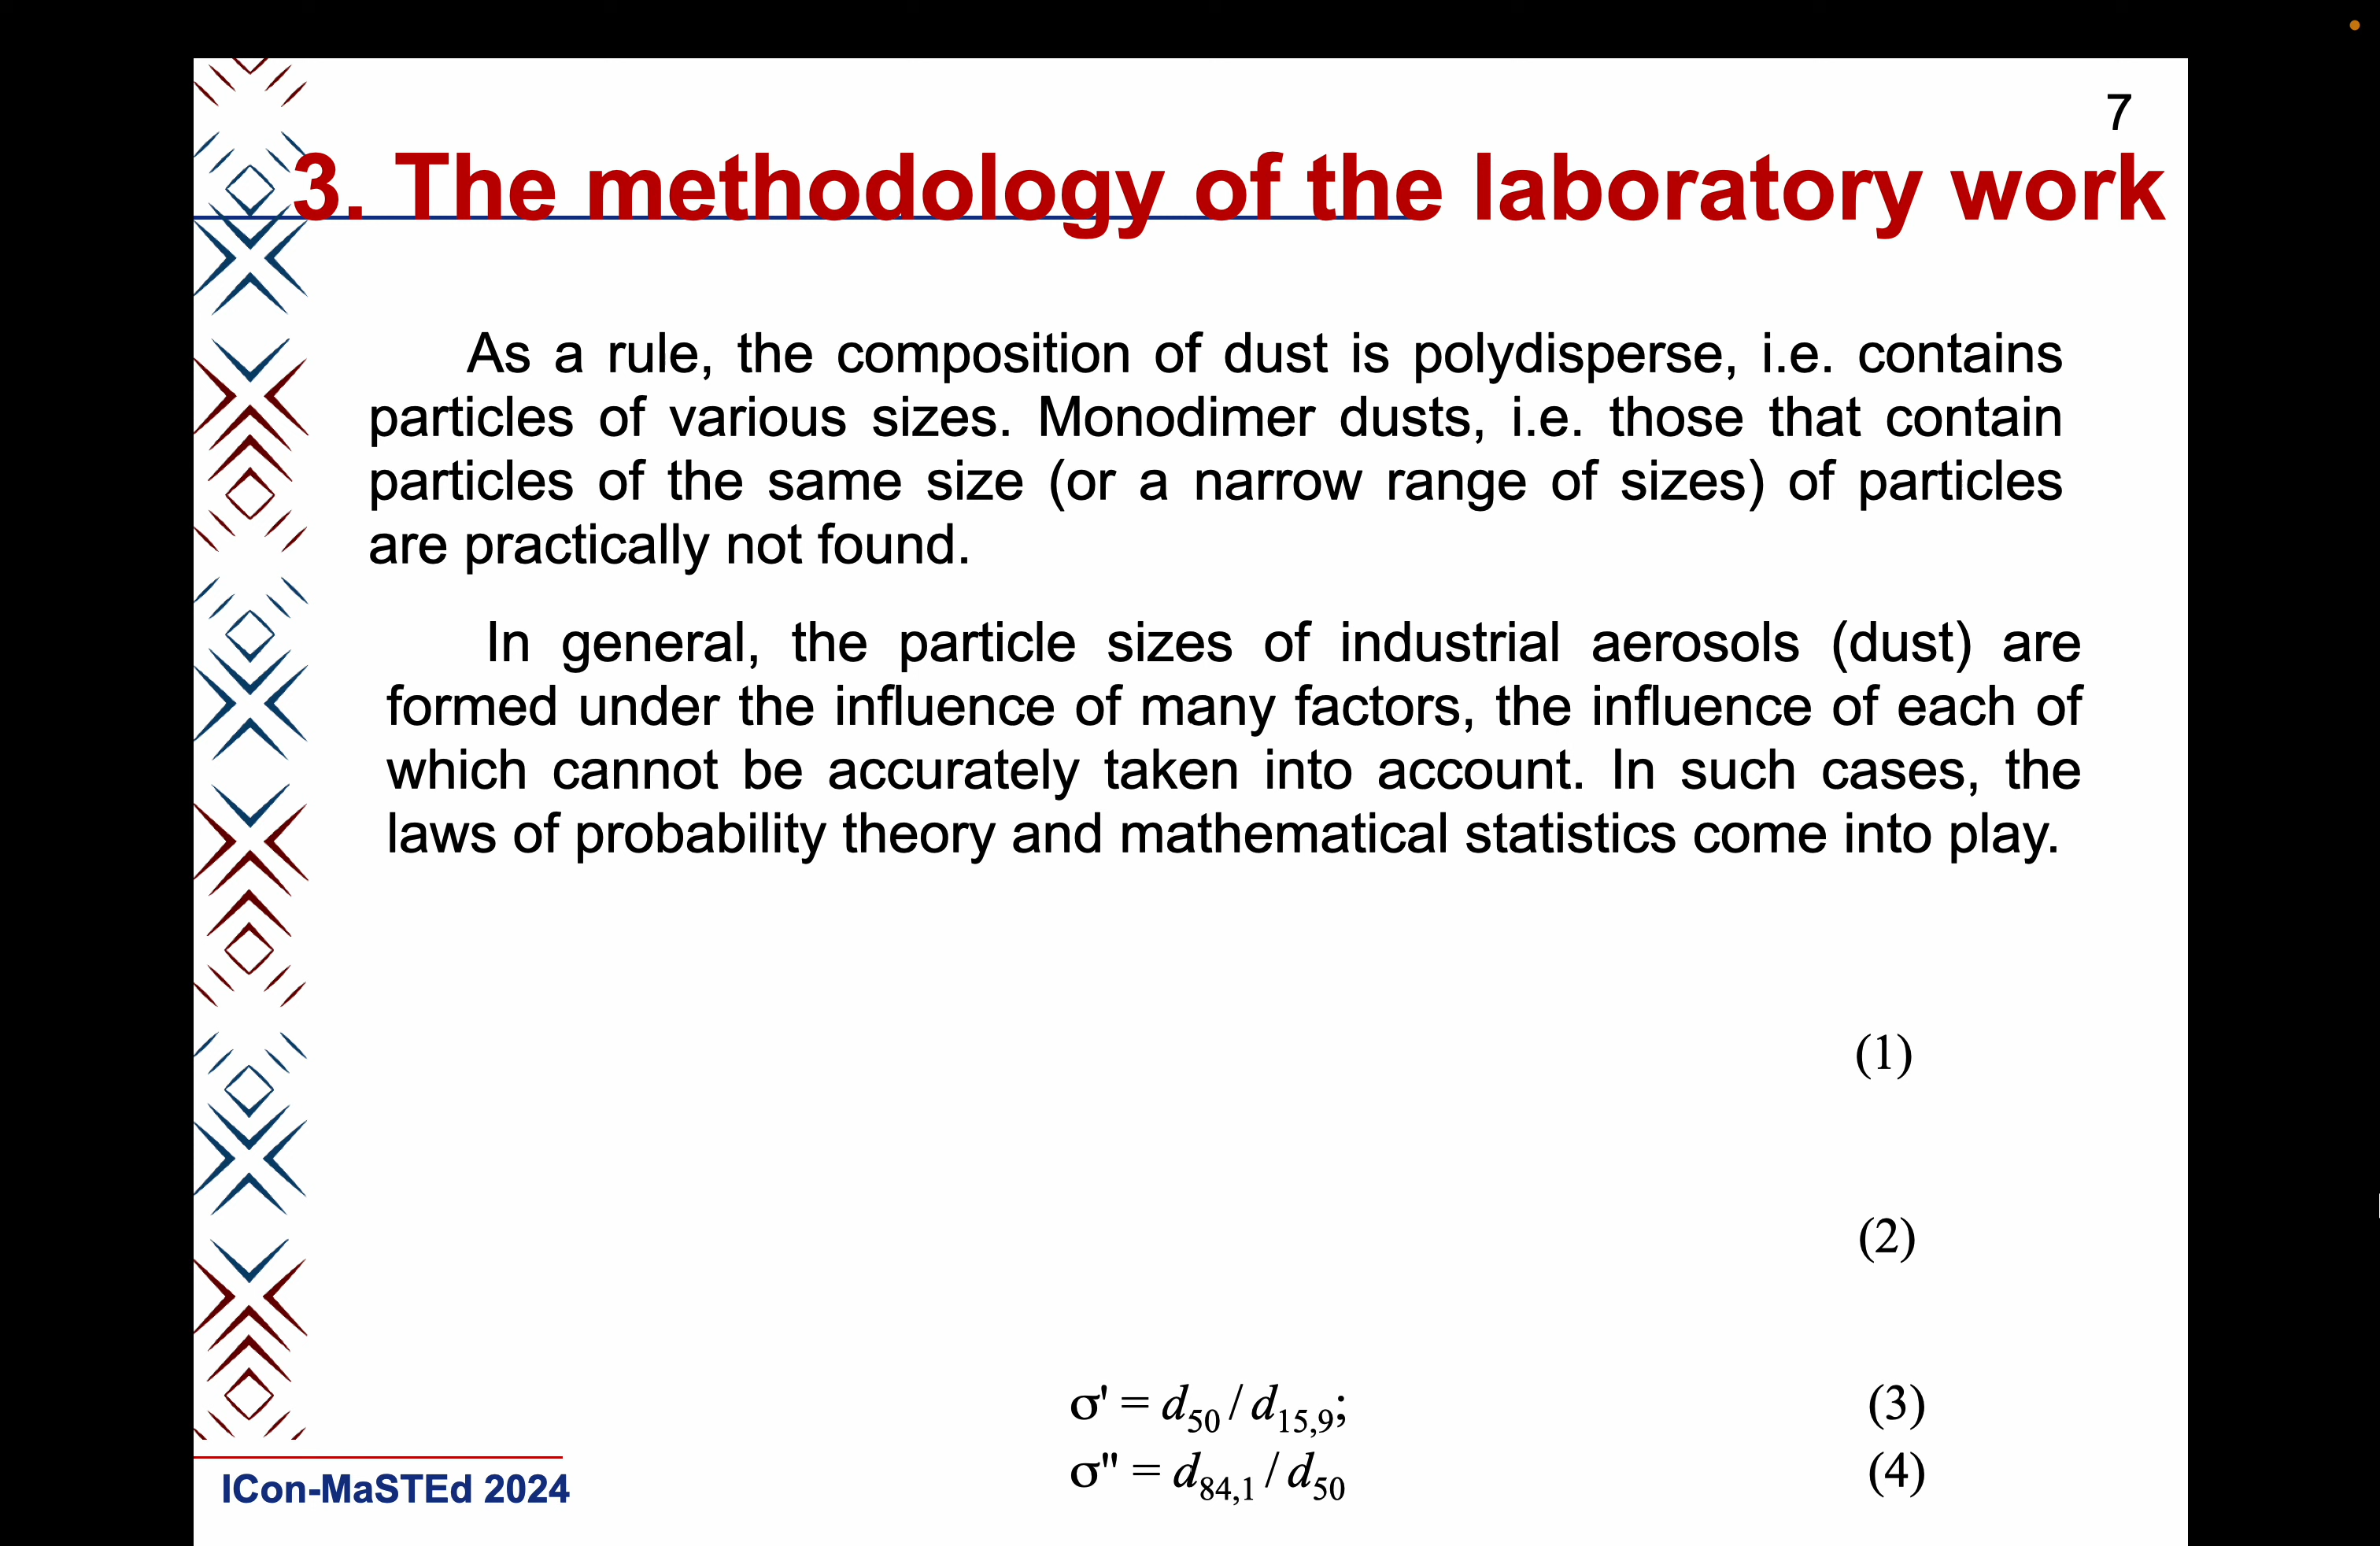 7
3. The methodology of the laboratory work
As a rule, the composition of dust is polydisperse, i.e. contains
particles of various sizes. Monodimer dusts, i.e. those that contain
particles of the same size (or a narrow range of sizes) of particles
are practically not found.
In general, the particle sizes of industrial aerosols (dust) are
formed under the influence of many factors, the influence of each of
which cannot be accurately taken into account. In such cases, the
laws of probability theory and mathematical statistics come into play.
(1)
(2)
σ' = d50 / d15,9; (3)
σ'' = d84,1 / d50 (4)
ICon-MaSTEd 2024